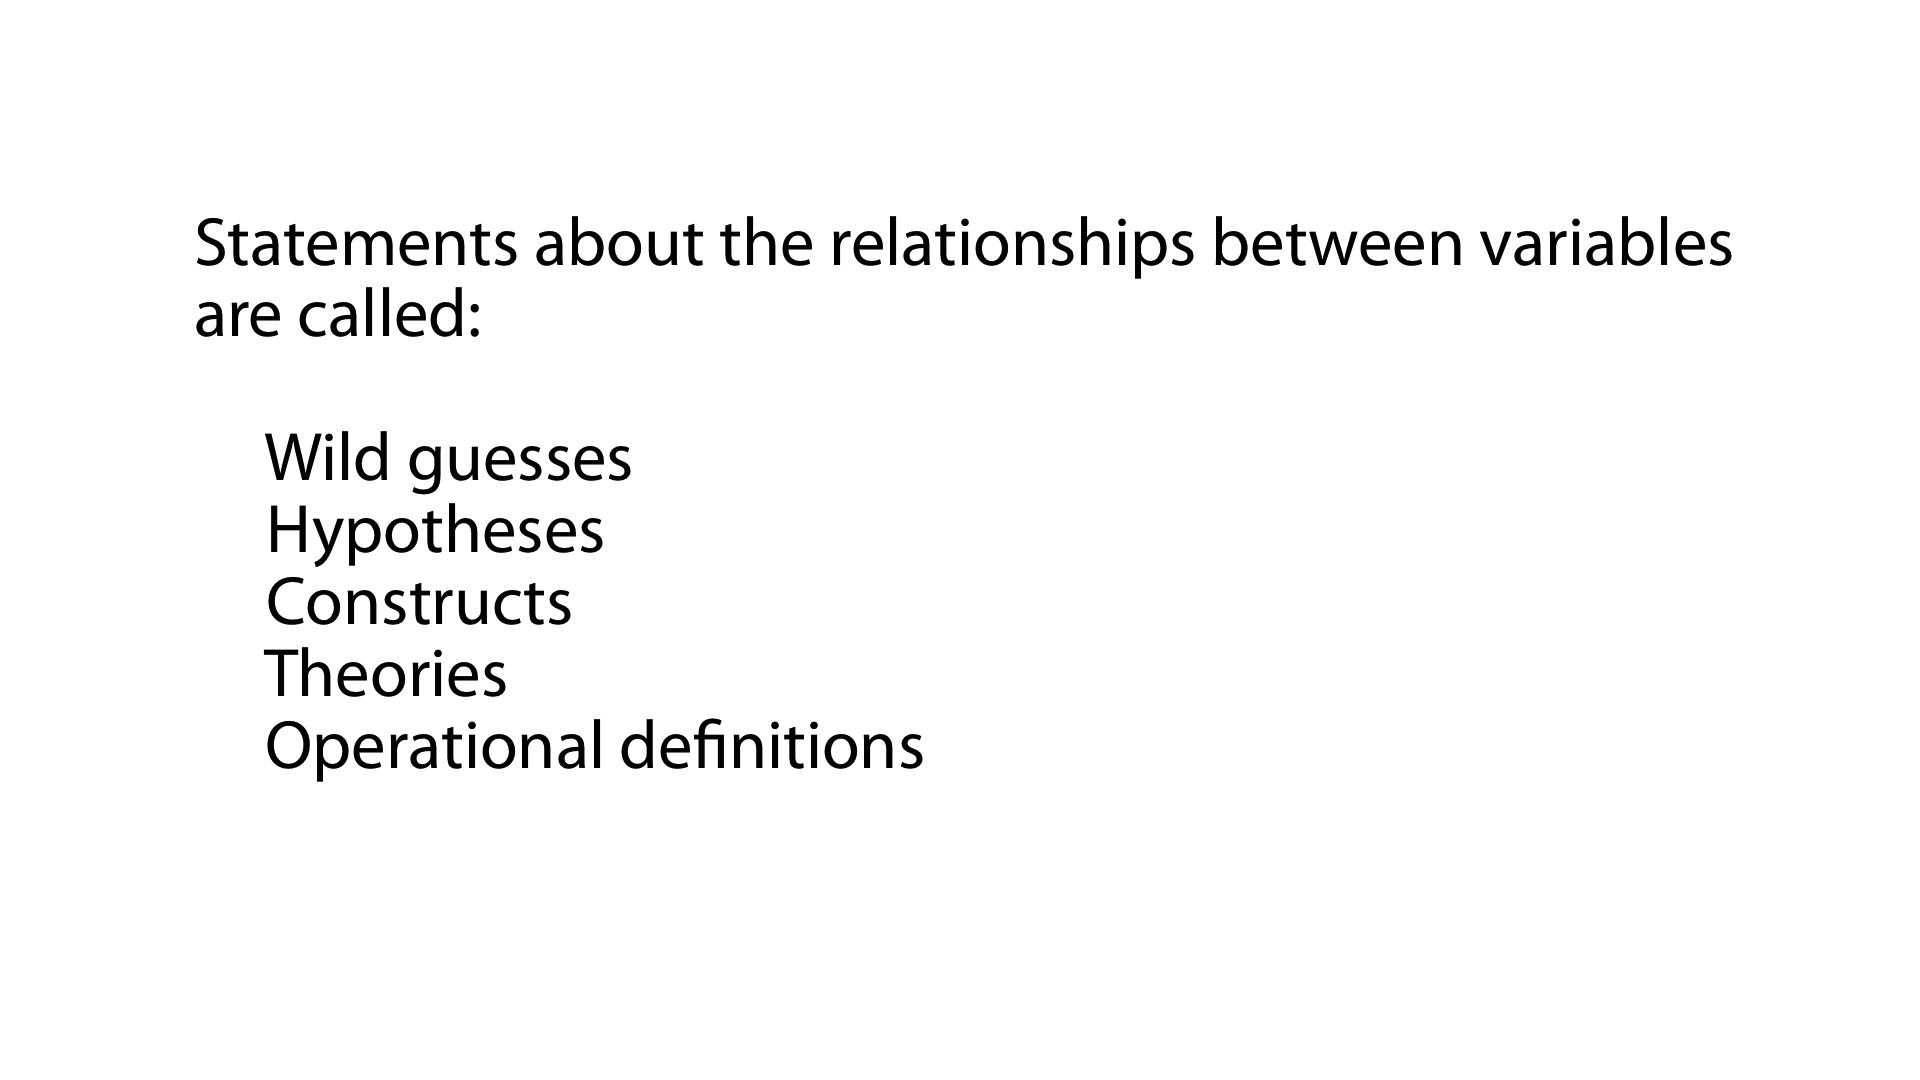 Statements about the relationships between variables
are called:
Wild guesses
Hypotheses
Constructs
Theories
Operational definitions